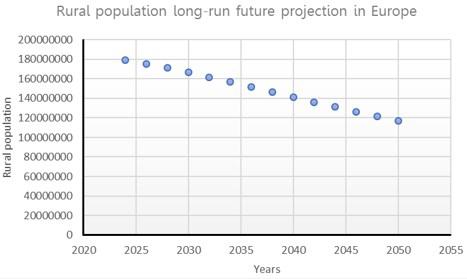 Rural population long-run future projection in Europe
200000000
180000000
160000000
140000000
120000000
100000000
80000000
60000000
40000000
20000000
0
Rural population
2020 2025 2030 2035 2040 2045 2050 2055
Years